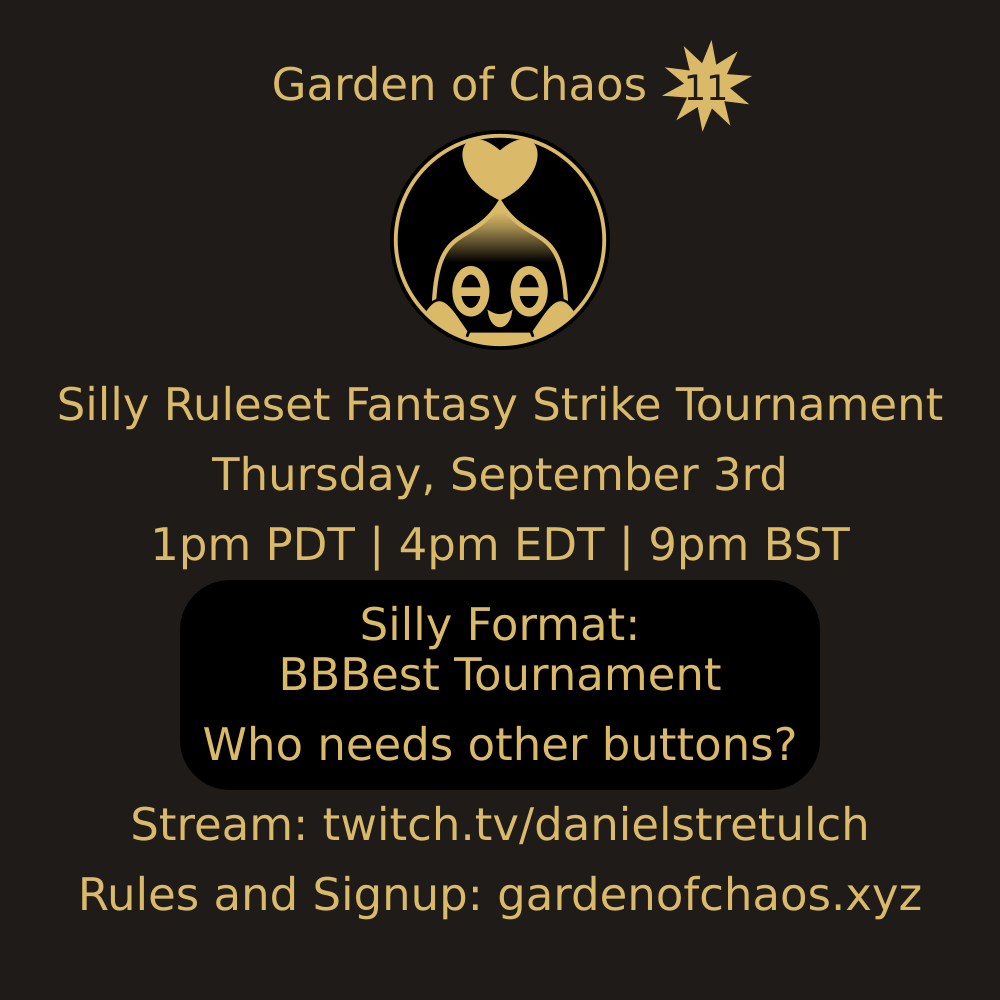 Garden of Chaos 11
Silly Ruleset Fantasy Strike Tournament
Thursday, September 3rd
1pm PDT | 4pm EDT | 9pm BST
Silly Format:
BBBest Tournament
Who needs other buttons?
Stream: twitch.tv/danielstretulch
Rules and Signup: gardenofchaos.xyz